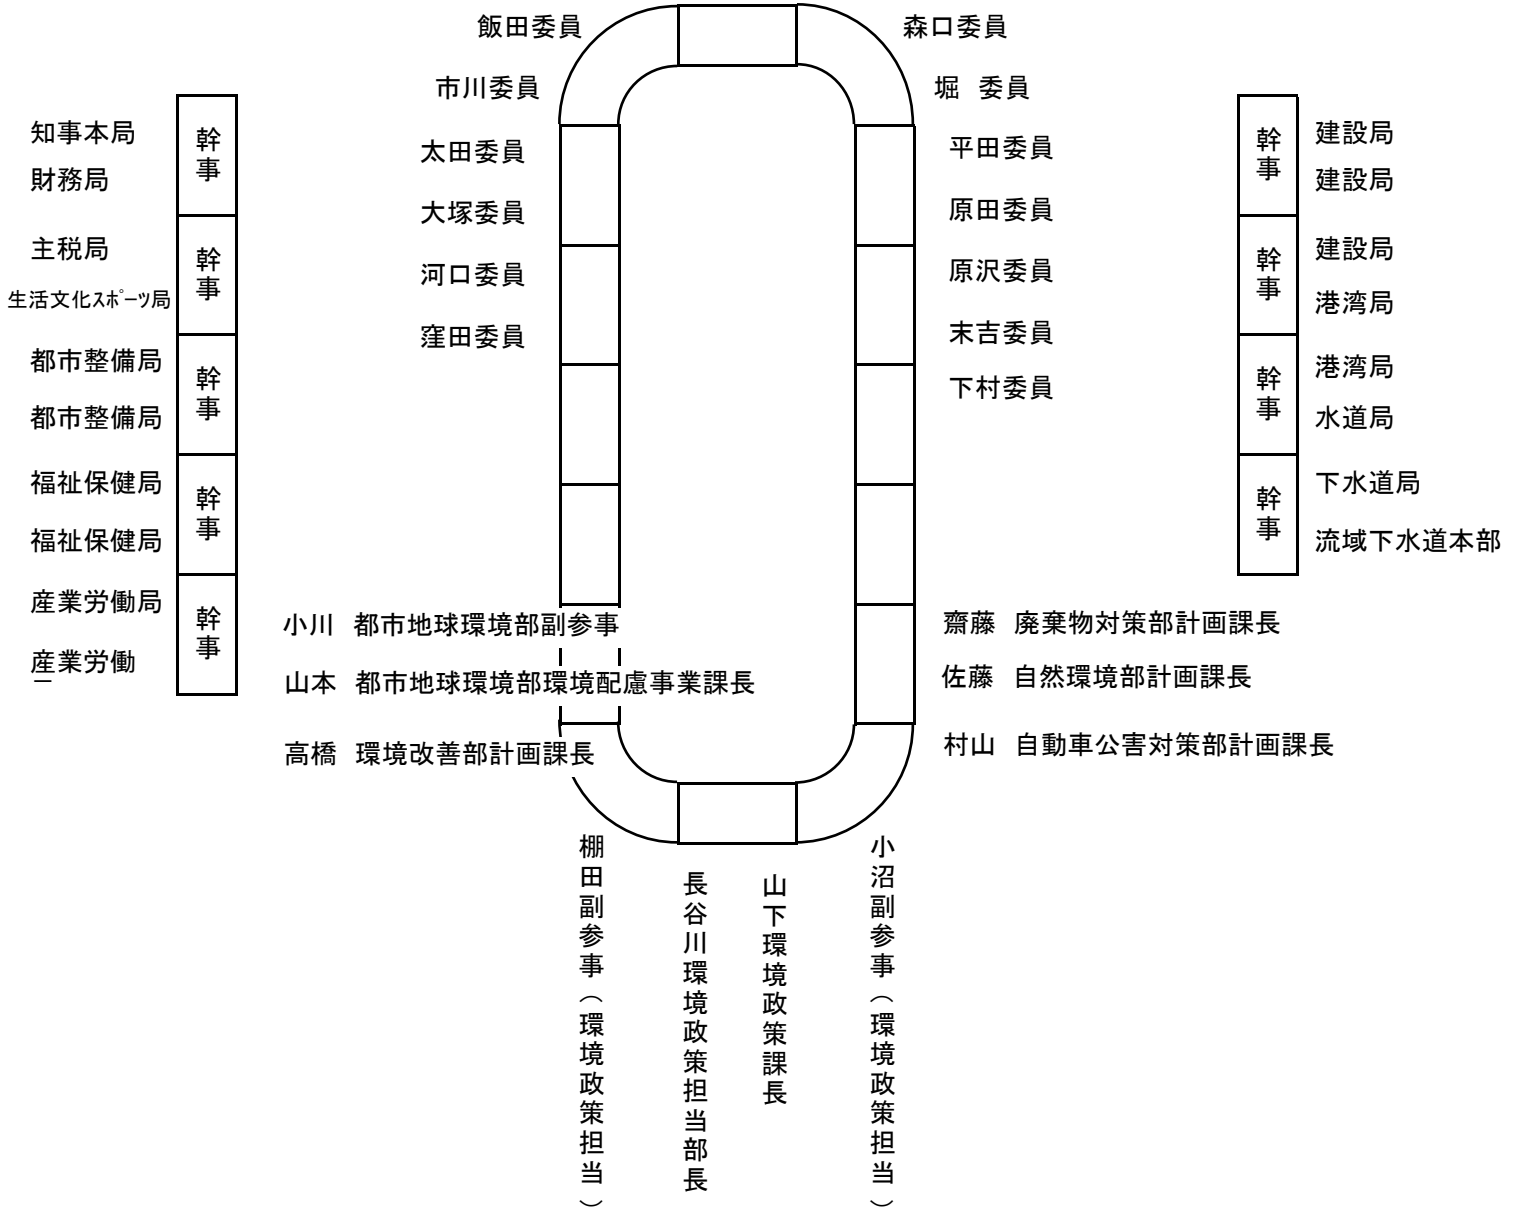 飯田委員
市川委員
太田委員
大塚委員
河口委員
窪田委員
森口委員
堀 委員
平田委員
原田委員
原沢委員
末吉委員
下村委員
知事本局
財務局
主税局
生活文化ｽﾎﾟｰﾂ局
都市整備局
都市整備局
福祉保健局
福祉保健局
産業労働局
産業労働
幹事
幹事
幹事
幹事
幹事
幹事
幹事
幹事
幹事
建設局
建設局
建設局
港湾局
港湾局
水道局
下水道局
流域下水道本部
小川 都市地球環境部副参事
山本 都市地球環境部環境配慮事業課長
高橋 環境改善部計画課長
齋藤 廃棄物対策部計画課長
佐藤 自然環境部計画課長
村山 自動車公害対策部計画課長
棚田副参事（環境政策担当）
長谷川環境政策担当部長
山下環境政策課長
小沼副参事（環境政策担当）